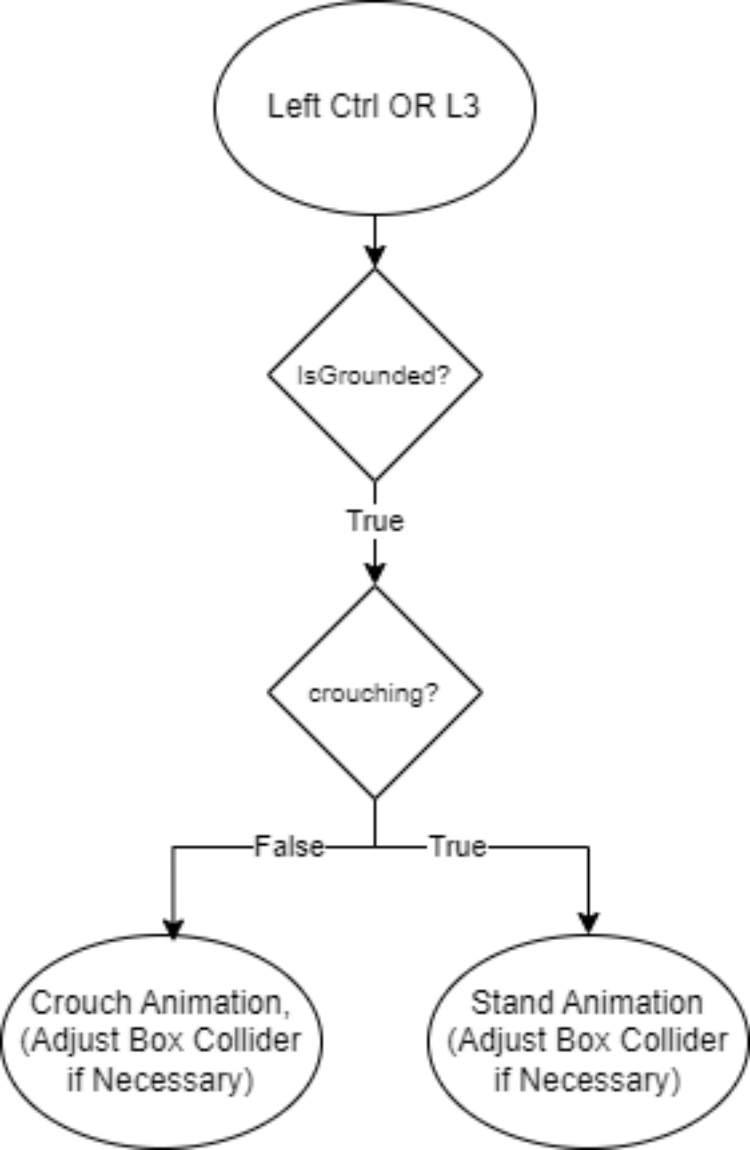 Left Ctrl OR L3
IsGrounded?
True
crouching?
False
True
Crouch Animation,
(Adjust Box Collider
if Necessary)
Stand Animation
(Adjust Box Collider
if Necessary)